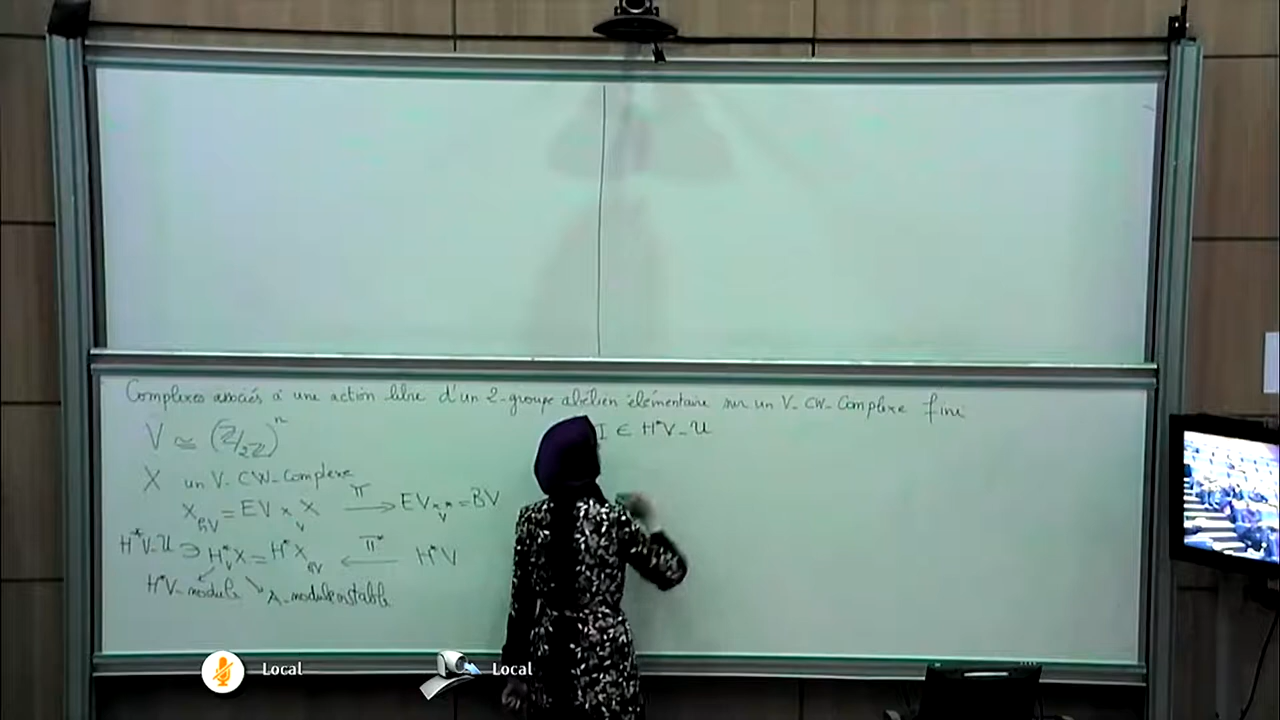 Complexes associés à une action libre d'un 2-groupe abélien élémentaire sur un V-CW-Complexe fini
V ≃ (Z/2Z)^n
X un V-CW-Complexe
X_hV = EV ×_V X —π→ EV ×_V * = BV
H*V-U ∋ H*_V X = H* X_hV ←π*— H*V
H*V-module A-module instable
I ∈ H*V-U
Local
Local